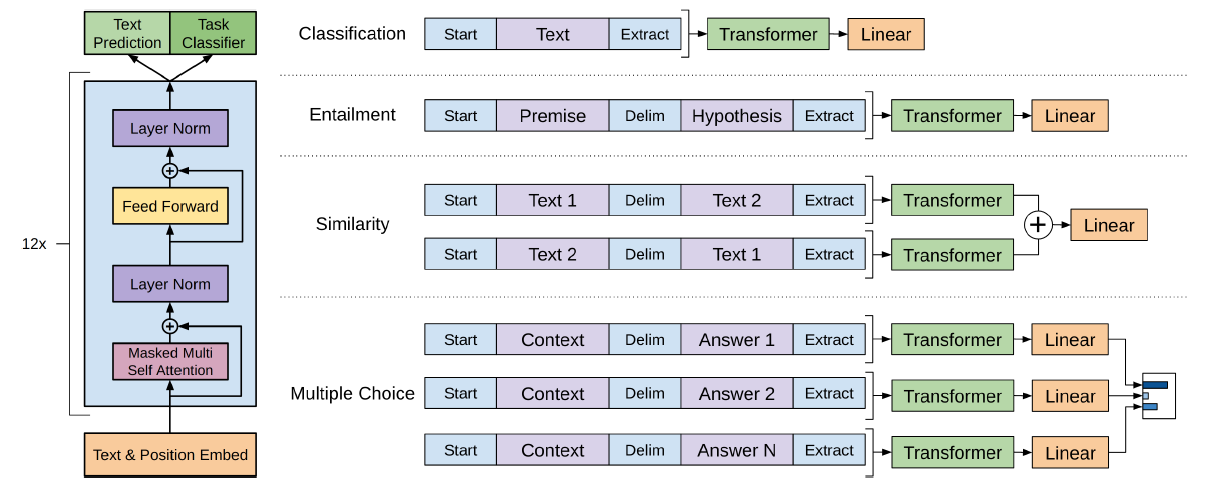 Text
Prediction
Task
Classifier
12x
Layer Norm
+
Feed Forward
Layer Norm
+
Masked Multi
Self Attention
Text & Position Embed
Classification
Start Text Extract Transformer Linear
Entailment
Start Premise Delim Hypothesis Extract Transformer Linear
Similarity
Start Text 1 Delim Text 2 Extract Transformer
+ Linear
Start Text 2 Delim Text 1 Extract Transformer
Multiple Choice
Start Context Delim Answer 1 Extract Transformer Linear
Start Context Delim Answer 2 Extract Transformer Linear
Start Context Delim Answer N Extract Transformer Linear